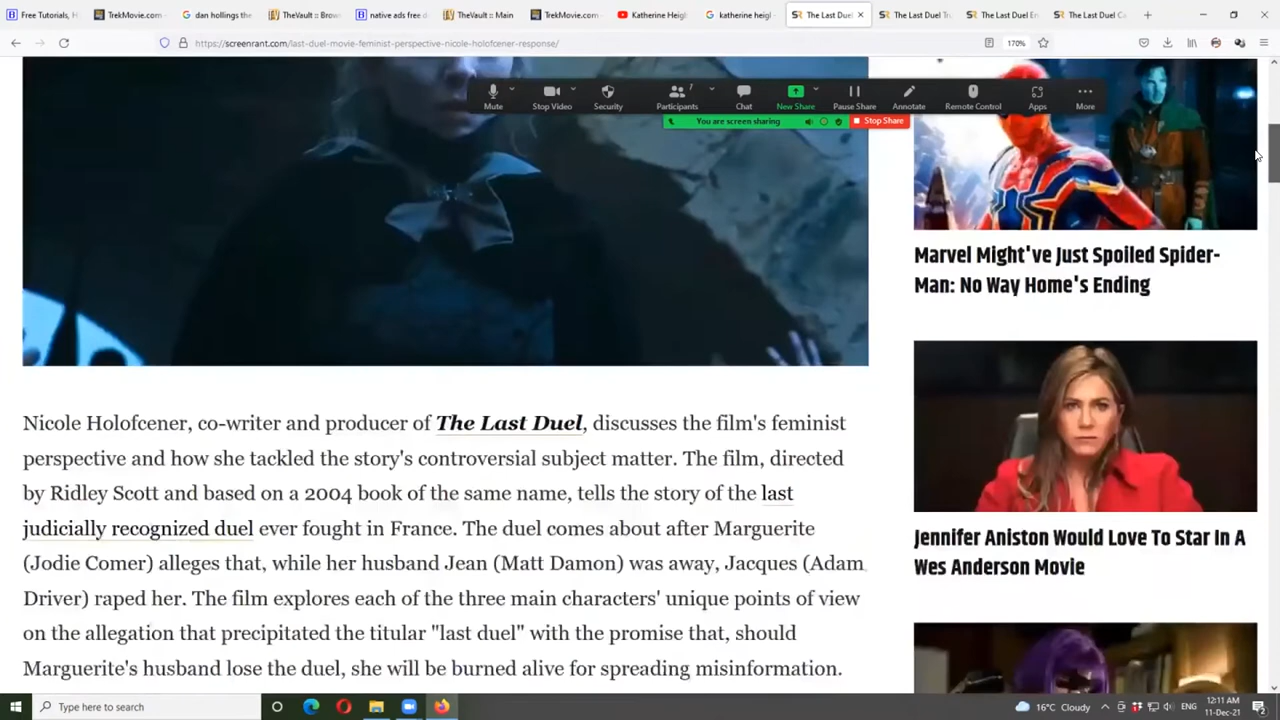 Free Tutorials, H
TrekMovie.com -
dan hollings the
TheVault :: Brow
native ads free d
TheVault :: Main
TrekMovie.com -
Katherine Heigl
katherine heigl -
The Last Due
The Last Duel Tru
The Last Duel En
The Last Duel Ca
https://screenrant.com/last-duel-movie-feminist-perspective-nicole-holofcener-response/
170%
Mute
Stop Video
Security
Participants
7
Chat
New Share
Pause Share
Annotate
Remote Control
Apps
More
You are screen sharing
Stop Share
Marvel Might've Just Spoiled Spider-
Man: No Way Home's Ending
Jennifer Aniston Would Love To Star In A
Wes Anderson Movie
Nicole Holofcener, co-writer and producer of The Last Duel, discusses the film's feminist
perspective and how she tackled the story's controversial subject matter. The film, directed
by Ridley Scott and based on a 2004 book of the same name, tells the story of the last
judicially recognized duel ever fought in France. The duel comes about after Marguerite
(Jodie Comer) alleges that, while her husband Jean (Matt Damon) was away, Jacques (Adam
Driver) raped her. The film explores each of the three main characters' unique points of view
on the allegation that precipitated the titular "last duel" with the promise that, should
Marguerite's husband lose the duel, she will be burned alive for spreading misinformation.
Type here to search
16°C Cloudy
ENG
12:11 AM
11-Dec-21
2